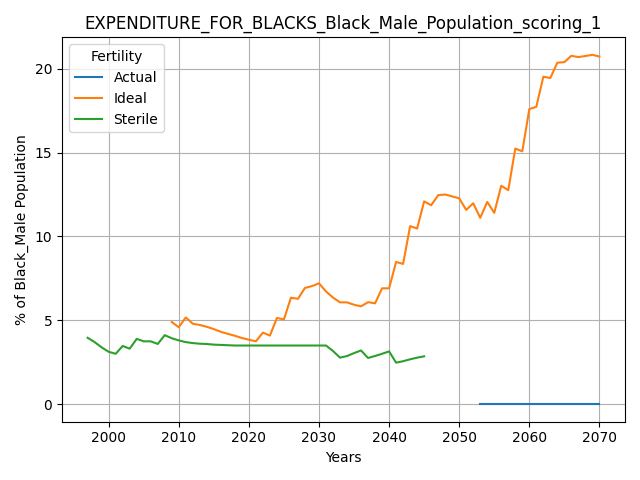 EXPENDITURE_FOR_BLACKS_Black_Male_Population_scoring_1
Fertility
Actual
Ideal
Sterile
% of Black_Male Population
20
15
10
5
0
2000 2010 2020 2030 2040 2050 2060 2070
Years